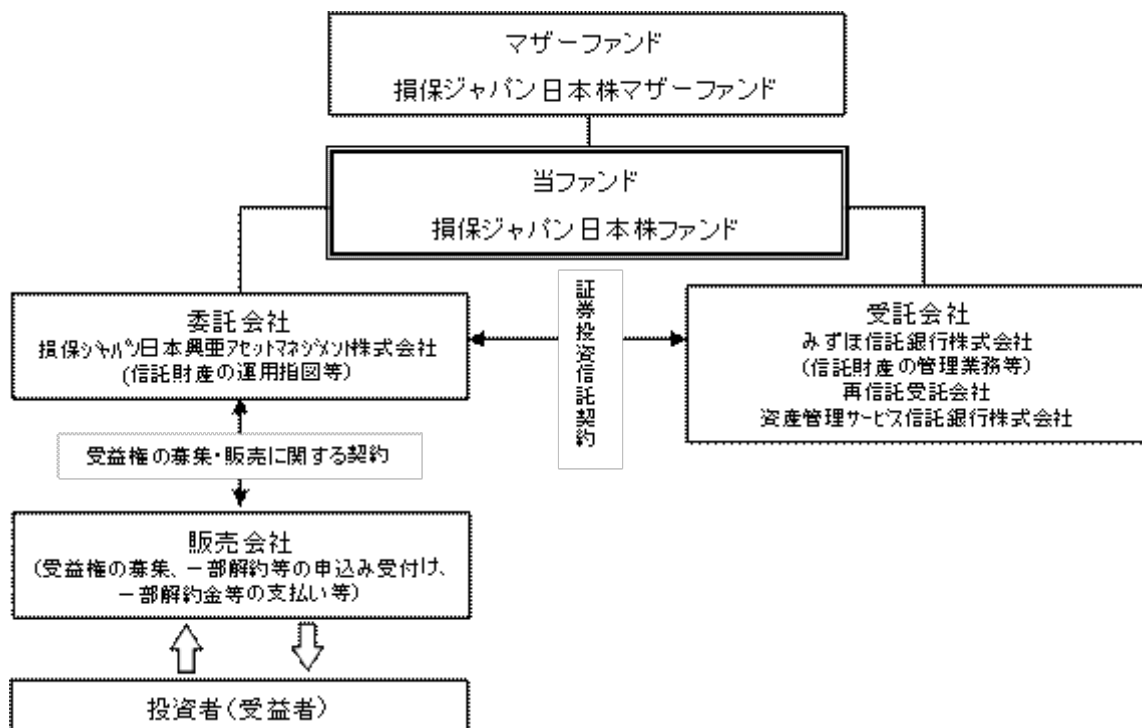 マザーファンド
損保ジャパン日本株マザーファンド
当ファンド
損保ジャパン日本株ファンド
証券投資信託契約
委託会社
損保ｼﾞｬﾊﾟﾝ日本興亜ｱｾｯﾄﾏﾈｼﾞﾒﾝﾄ株式会社
(信託財産の運用指図等)
受託会社
みずほ信託銀行株式会社
(信託財産の管理業務等)
再信託受託会社
資産管理サービス信託銀行株式会社
受益権の募集・販売に関する契約
販売会社
(受益権の募集、一部解約等の申込み受付け、
一部解約金等の支払い等)
投資者(受益者)